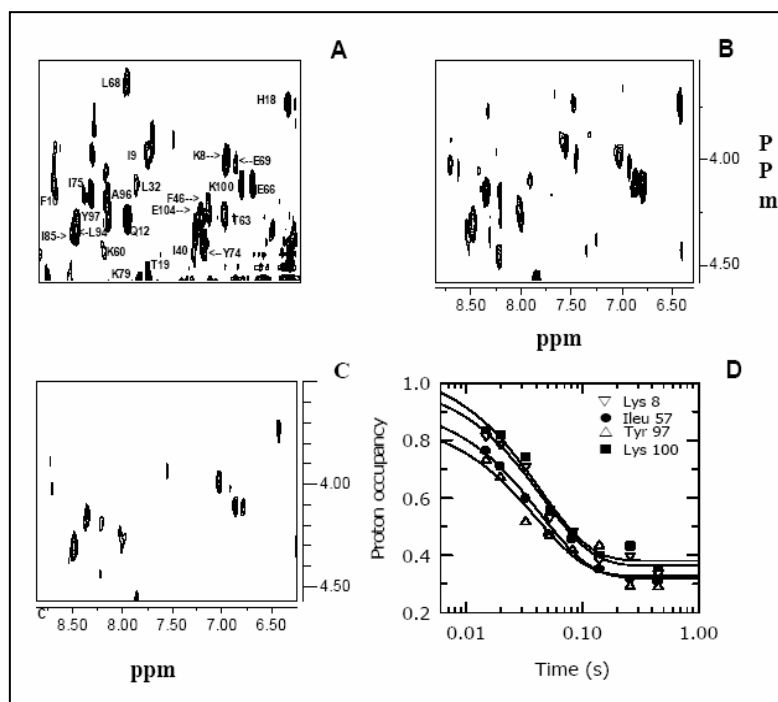 A
L68
H18
I9
K8-->
<--E69
I75
L32
K100
E66
F10
A96
F46-->
Y97
E104-->
T63
I85->
<-L94
Q12
K60
I40
<--Y74
K79
T19
B
4.00
4.50
P
P
m
8.50 8.00 7.50 7.00 6.50
ppm
C
4.00
4.50
C
8.50 8.00 7.50 7.00 6.50
ppm
D
1.0
0.8
0.6
0.4
0.2
Proton occupancy
▽ Lys 8
● Ileu 57
△ Tyr 97
■ Lys 100
0.01 0.10 1.00
Time (s)